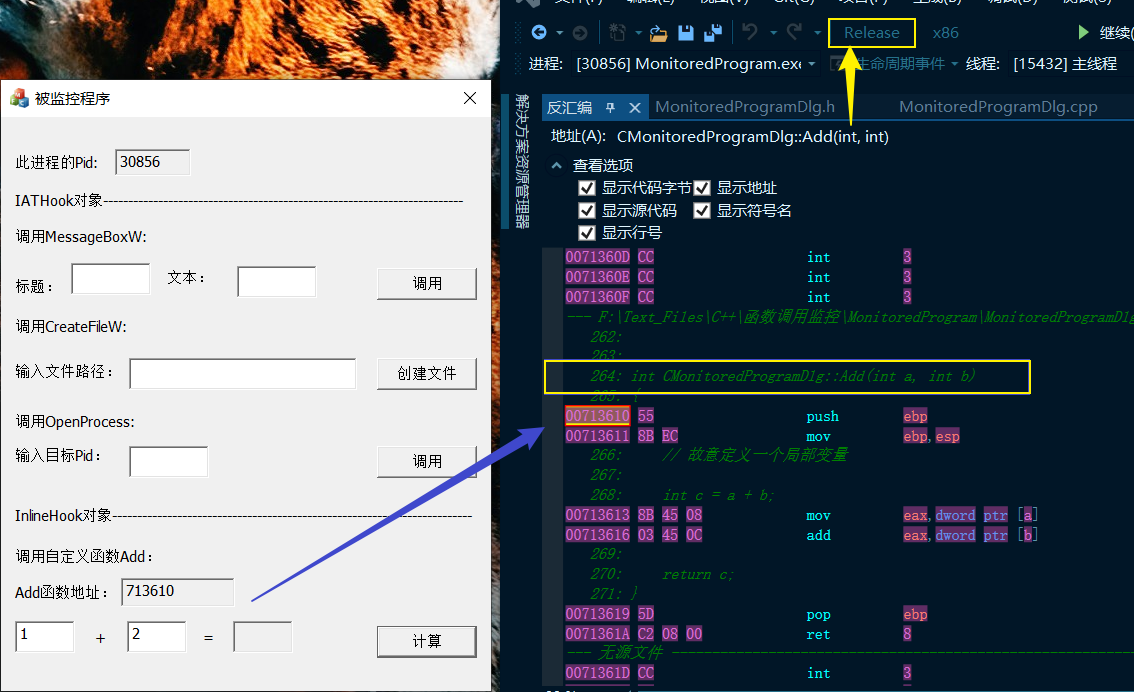 被监控程序
此进程的Pid:
30856
IATHook对象
调用MessageBoxW:
标题：
文本：
调用
调用CreateFileW:
输入文件路径：
创建文件
调用OpenProcess:
输入目标Pid：
调用
InlineHook对象
调用自定义函数Add：
Add函数地址：
713610
1 + 2 =
计算
Release x86 继续(
进程: [30856] MonitoredProgram.exe 生命周期事件 线程: [15432] 主线程
解决方案资源管理器
反汇编 MonitoredProgramDlg.h MonitoredProgramDlg.cpp
地址(A): CMonitoredProgramDlg::Add(int, int)
查看选项
显示代码字节 显示地址
显示源代码 显示符号名
显示行号
0071360D CC int 3
0071360E CC int 3
0071360F CC int 3
--- F:\Text_Files\C++\函数调用监控\MonitoredProgram\MonitoredProgramDlg
262:
263:
264: int CMonitoredProgramDlg::Add(int a, int b)
265: {
00713610 55 push ebp
00713611 8B EC mov ebp,esp
266: // 故意定义一个局部变量
267:
268: int c = a + b;
00713613 8B 45 08 mov eax,dword ptr [a]
00713616 03 45 0C add eax,dword ptr [b]
269:
270: return c;
271: }
00713619 5D pop ebp
0071361A C2 08 00 ret 8
--- 无源文件 ---
0071361D CC int 3